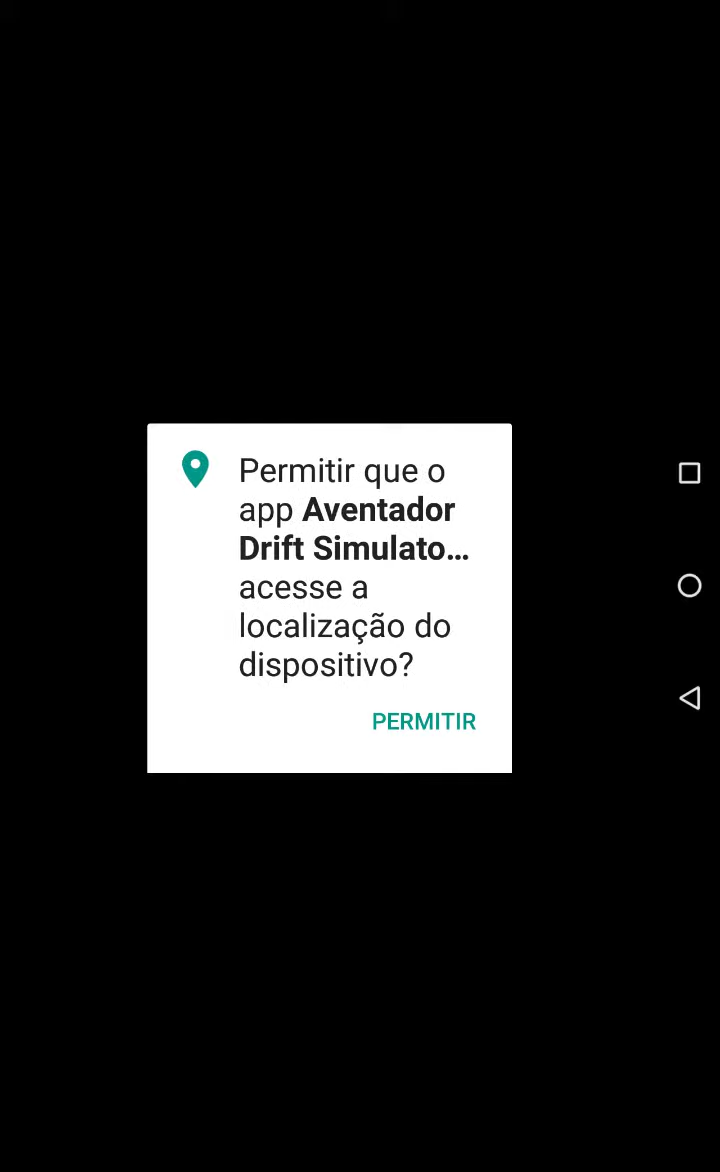 Permitir que o
app Aventador
Drift Simulato...
acesse a
localização do
dispositivo?
PERMITIR